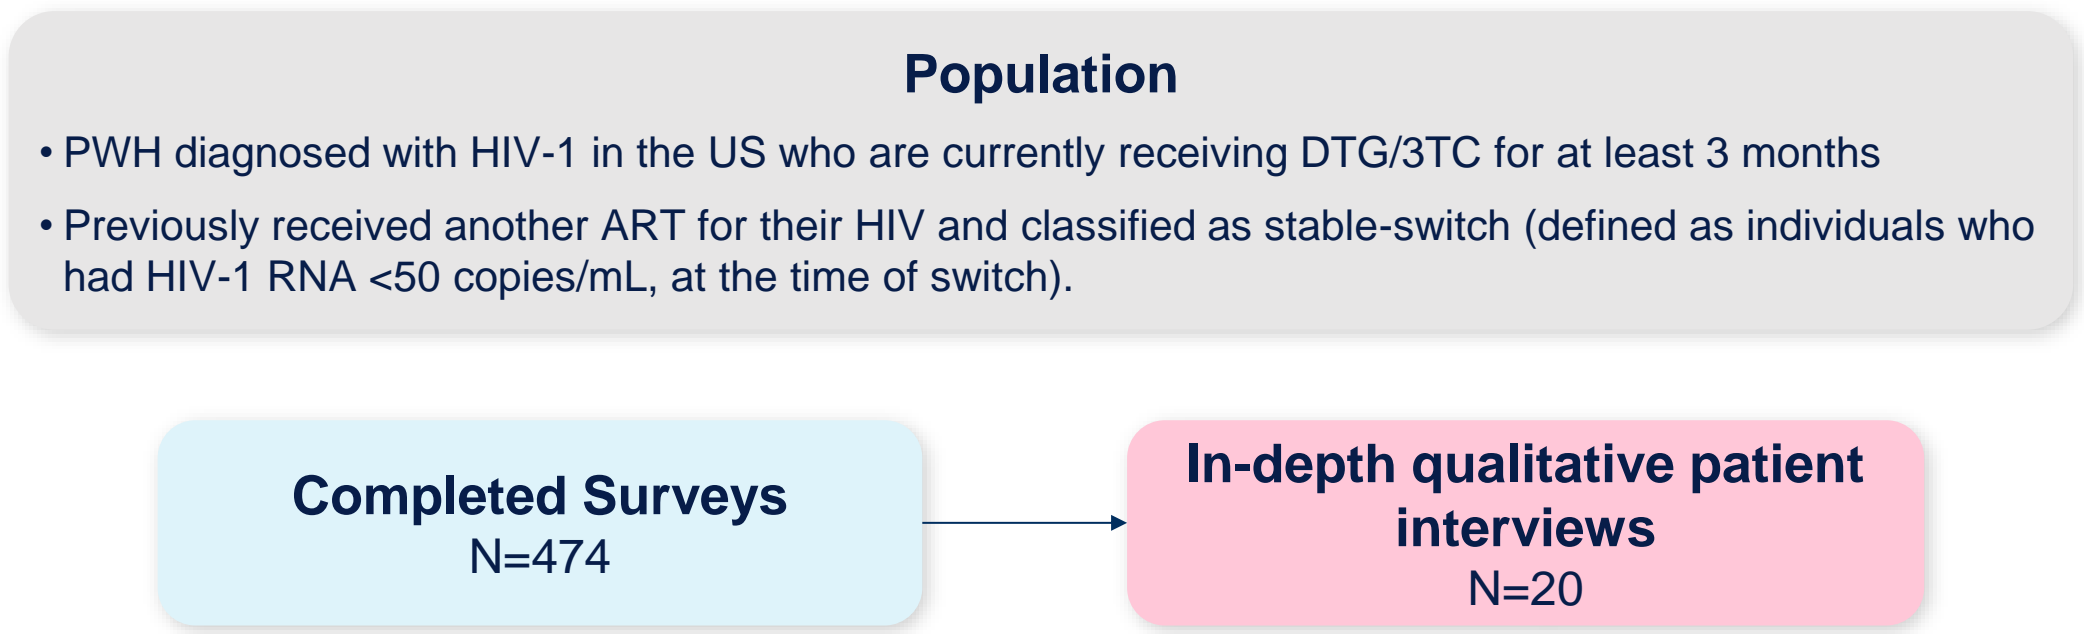 Population
• PWH diagnosed with HIV-1 in the US who are currently receiving DTG/3TC for at least 3 months
• Previously received another ART for their HIV and classified as stable-switch (defined as individuals who
had HIV-1 RNA <50 copies/mL, at the time of switch).
Completed Surveys
N=474
In-depth qualitative patient
interviews
N=20